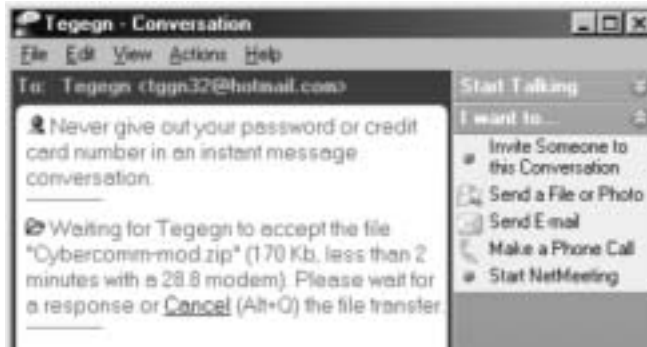 Tegegn - Conversation
File Edit View Actions Help
To: Tegegn <tggn32@hotmail.com>
Never give out your password or credit
card number in an instant message
conversation.
Waiting for Tegegn to accept the file
"Cybercomm-mod.zip" (170 Kb, less than 2
minutes with a 28.8 modem). Please wait for
a response or Cancel (Alt+Q) the file transfer.
Start Talking
I want to...
Invite Someone to
this Conversation
Send a File or Photo
Send E-mail
Make a Phone Call
Start NetMeeting